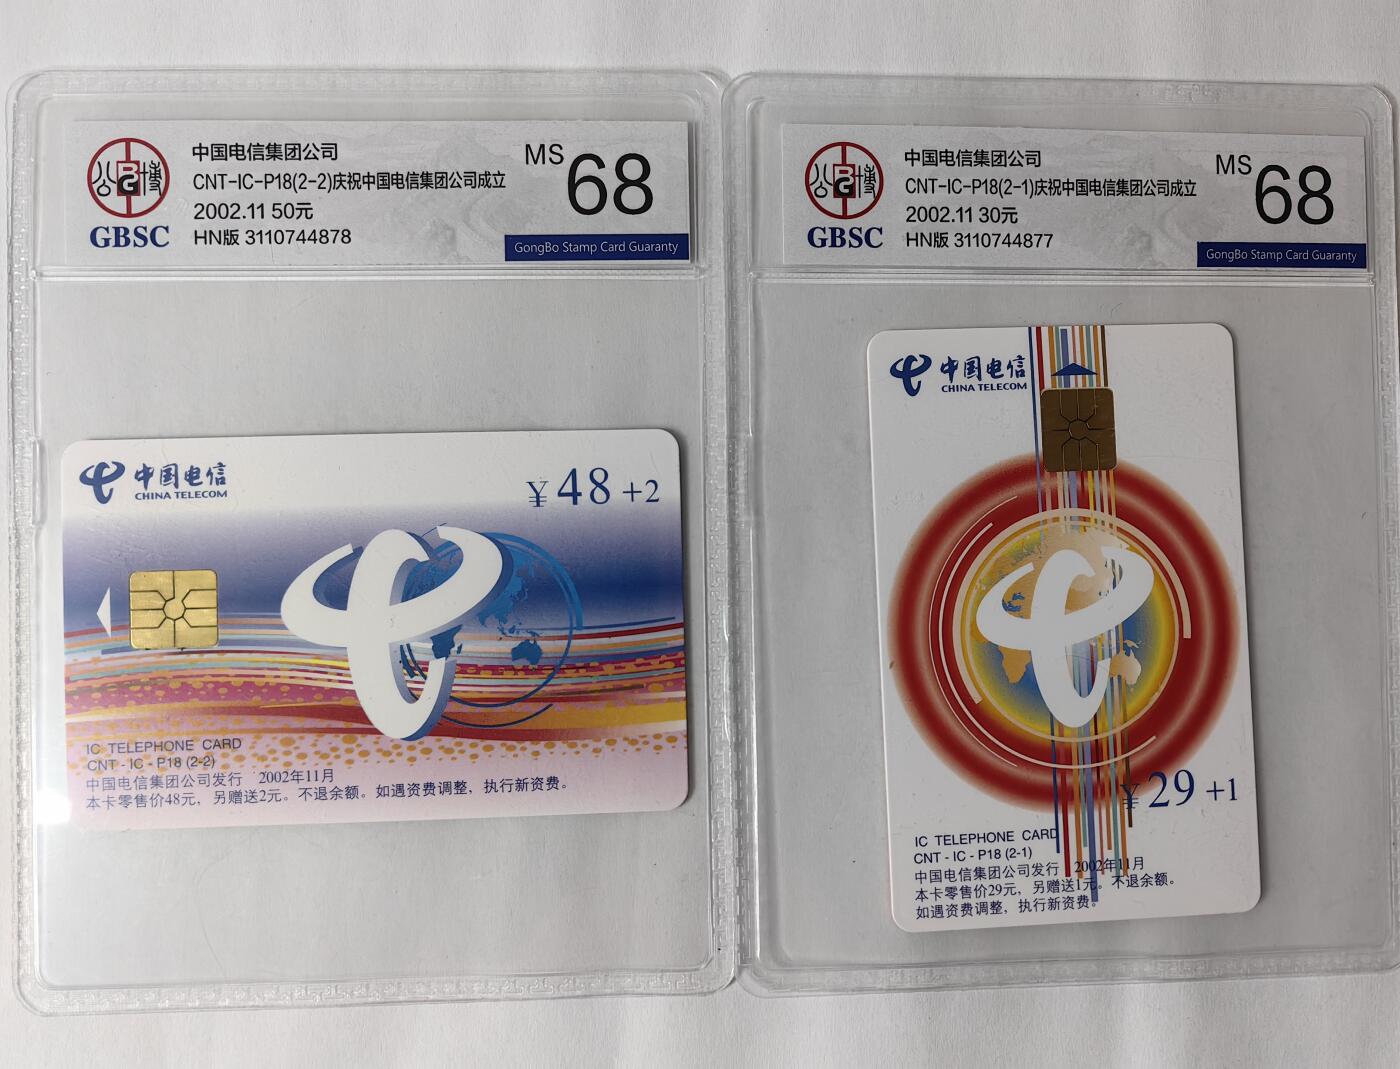 中国电信集团公司
CNT-IC-P18(2-2)庆祝中国电信集团公司成立
2002.11 50元
HN版 3110744878
MS 68
公博
BG
GBSC
GongBo Stamp Card Guaranty
中国电信
CHINA TELECOM
¥48+2
IC TELEPHONE CARD
CNT-IC-P18 (2-2)
中国电信集团公司发行 2002年11月
本卡零售价48元，另赠送2元。不退余额。如遇资费调整，执行新资费。
中国电信集团公司
CNT-IC-P18(2-1)庆祝中国电信集团公司成立
2002.11 30元
HN版 3110744877
MS 68
公博
BG
GBSC
GongBo Stamp Card Guaranty
中国电信
CHINA TELECOM
¥29+1
IC TELEPHONE CARD
CNT-IC-P18 (2-1)
中国电信集团公司发行 2002年11月
本卡零售价29元，另赠送1元。不退余额。
如遇资费调整，执行新资费。